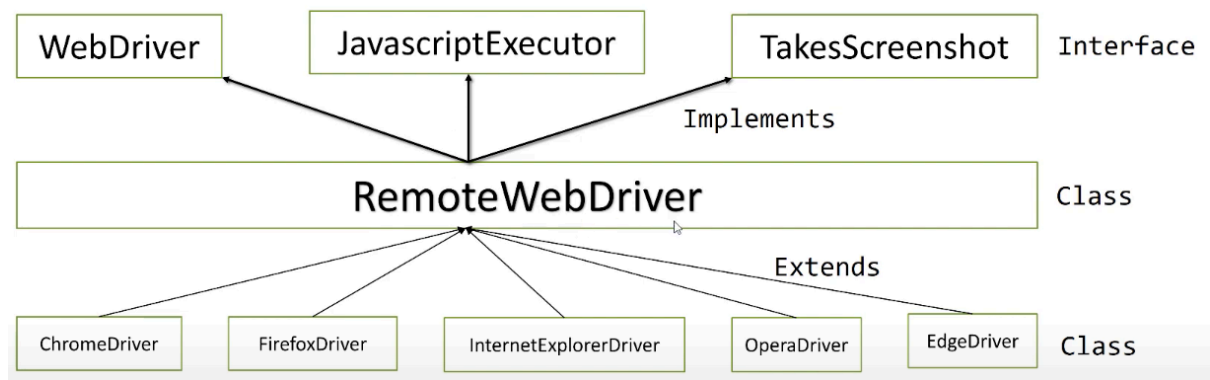 WebDriver
JavascriptExecutor
TakesScreenshot
Interface
Implements
RemoteWebDriver
Class
Extends
ChromeDriver
FirefoxDriver
InternetExplorerDriver
OperaDriver
EdgeDriver
Class